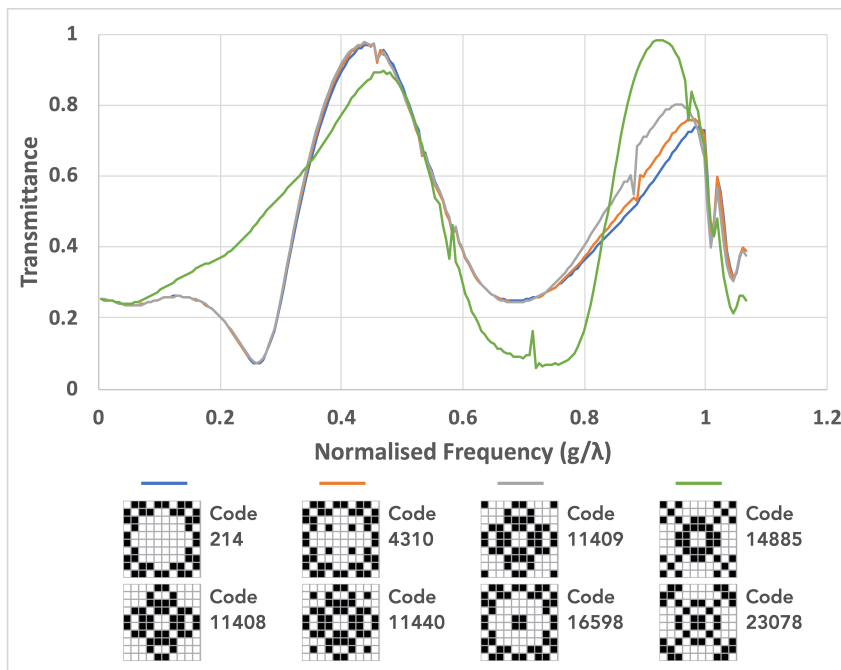 1
0.8
0.6
0.4
0.2
0
Transmittance
0 0.2 0.4 0.6 0.8 1 1.2
Normalised Frequency (g/λ)
Code 214
Code 4310
Code 11409
Code 14885
Code 11408
Code 11440
Code 16598
Code 23078